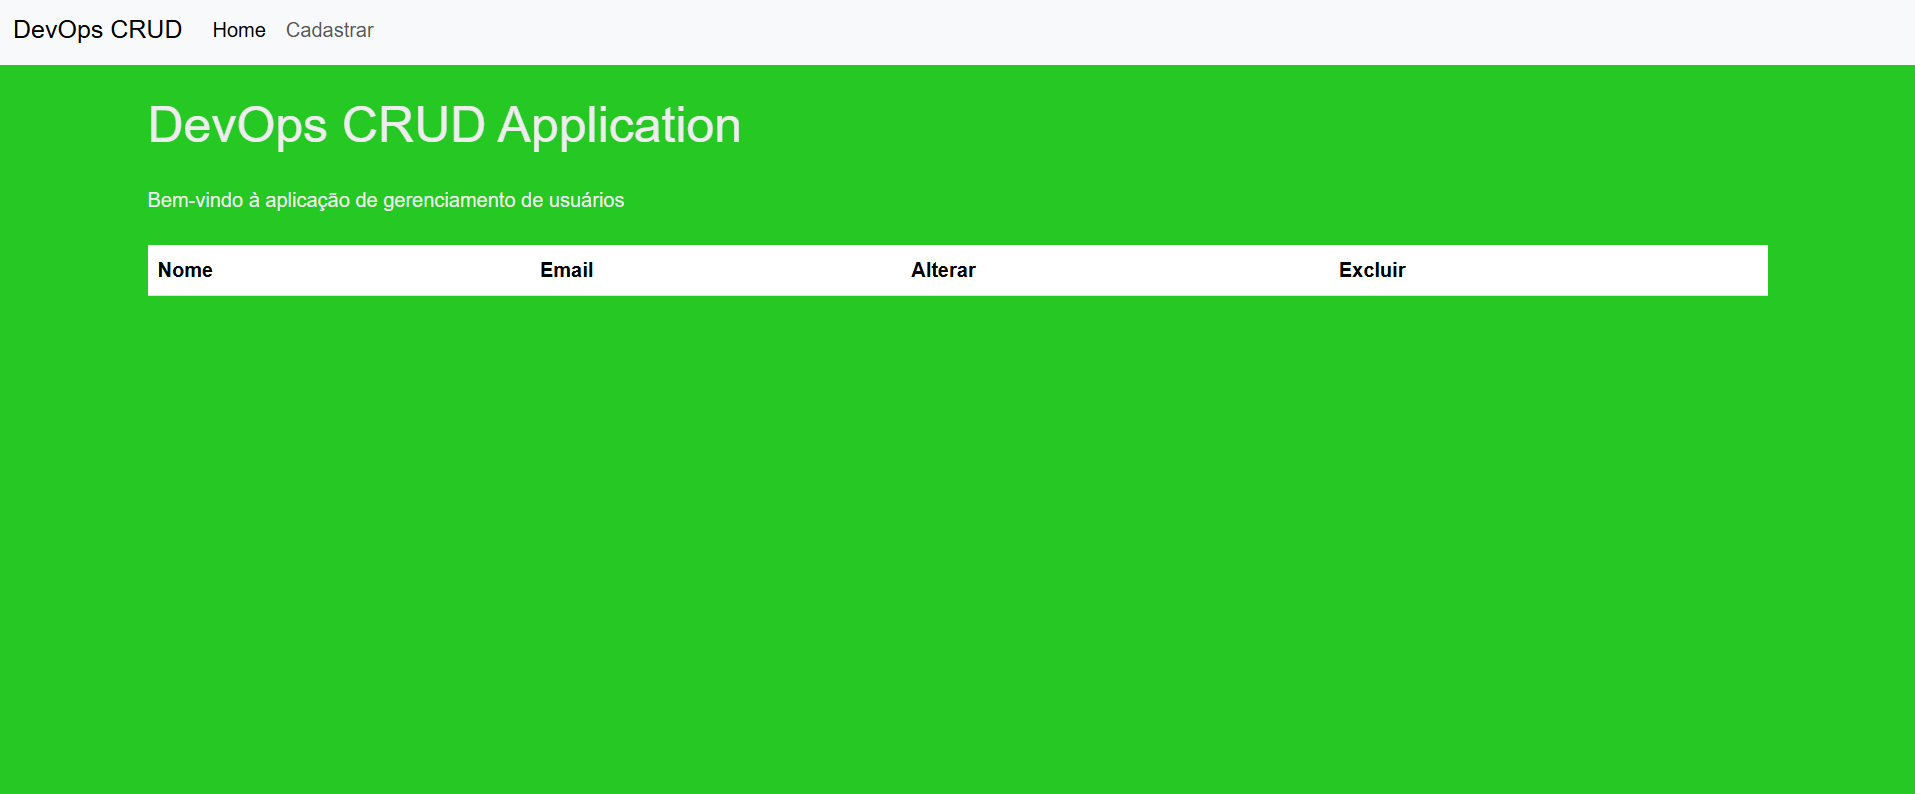 DevOps CRUD Home Cadastrar
DevOps CRUD Application
Bem-vindo à aplicação de gerenciamento de usuários
Nome Email Alterar Excluir